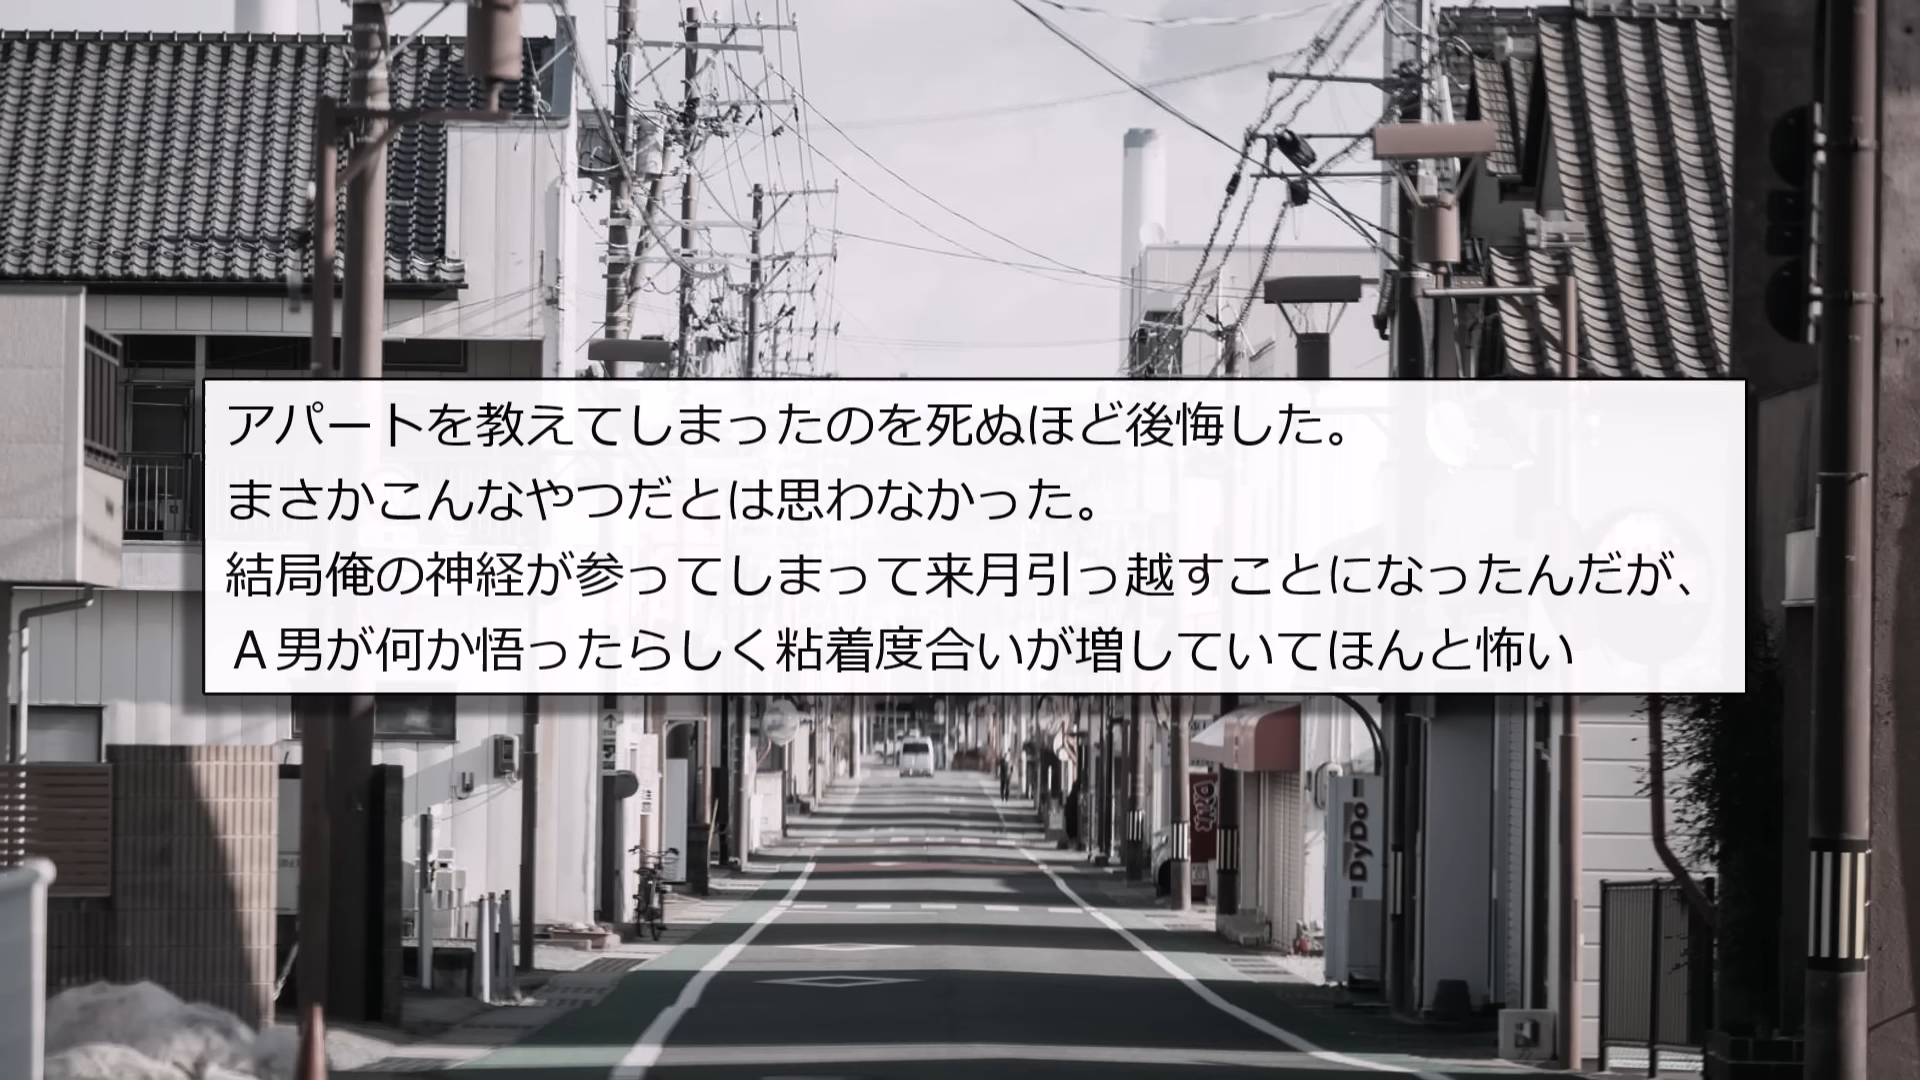 アパートを教えてしまったのを死ぬほど後悔した。
まさかこんなやつだとは思わなかった。
結局俺の神経が参ってしまって来月引っ越すことになったんだが、
Ａ男が何か悟ったらしく粘着度合いが増していてほんと怖い
DyDo